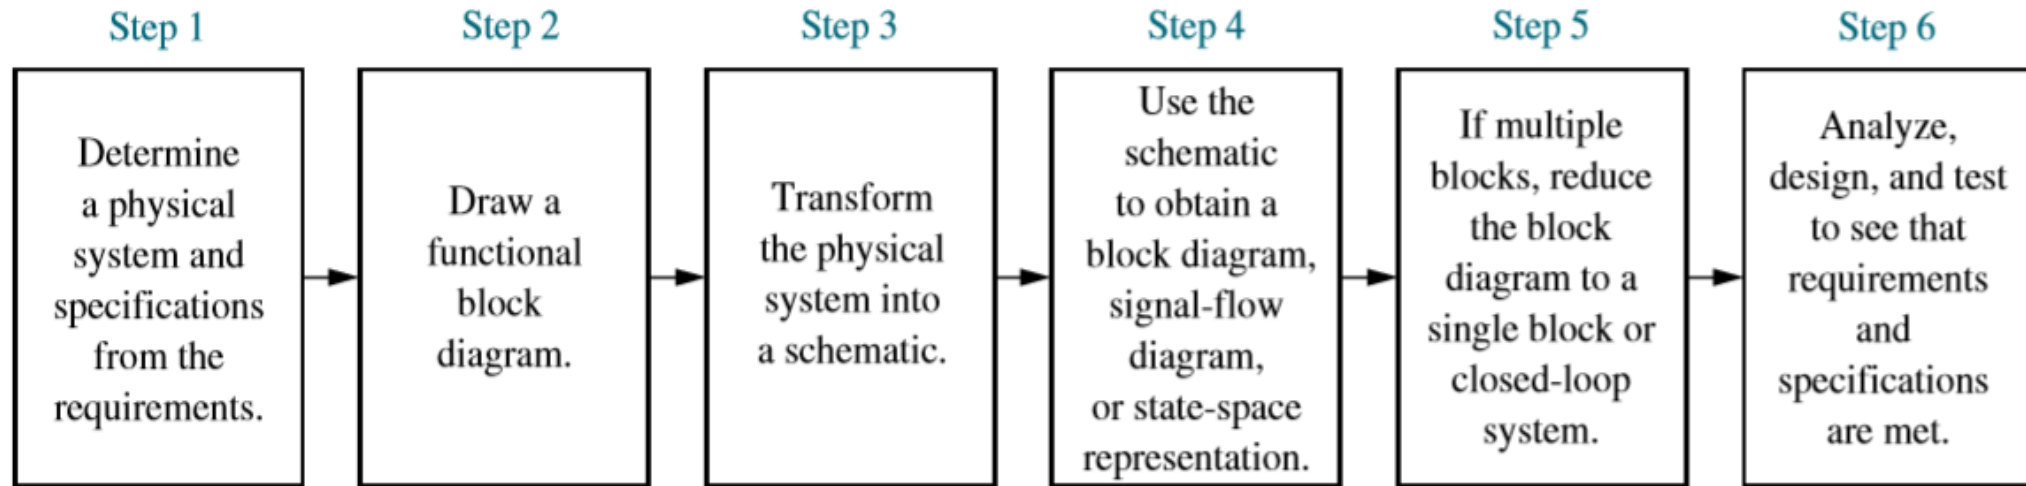 Step 1
Determine
a physical
system and
specifications
from the
requirements.
Step 2
Draw a
functional
block
diagram.
Step 3
Transform
the physical
system into
a schematic.
Step 4
Use the
schematic
to obtain a
block diagram,
signal-flow
diagram,
or state-space
representation.
Step 5
If multiple
blocks, reduce
the block
diagram to a
single block or
closed-loop
system.
Step 6
Analyze,
design, and test
to see that
requirements
and
specifications
are met.